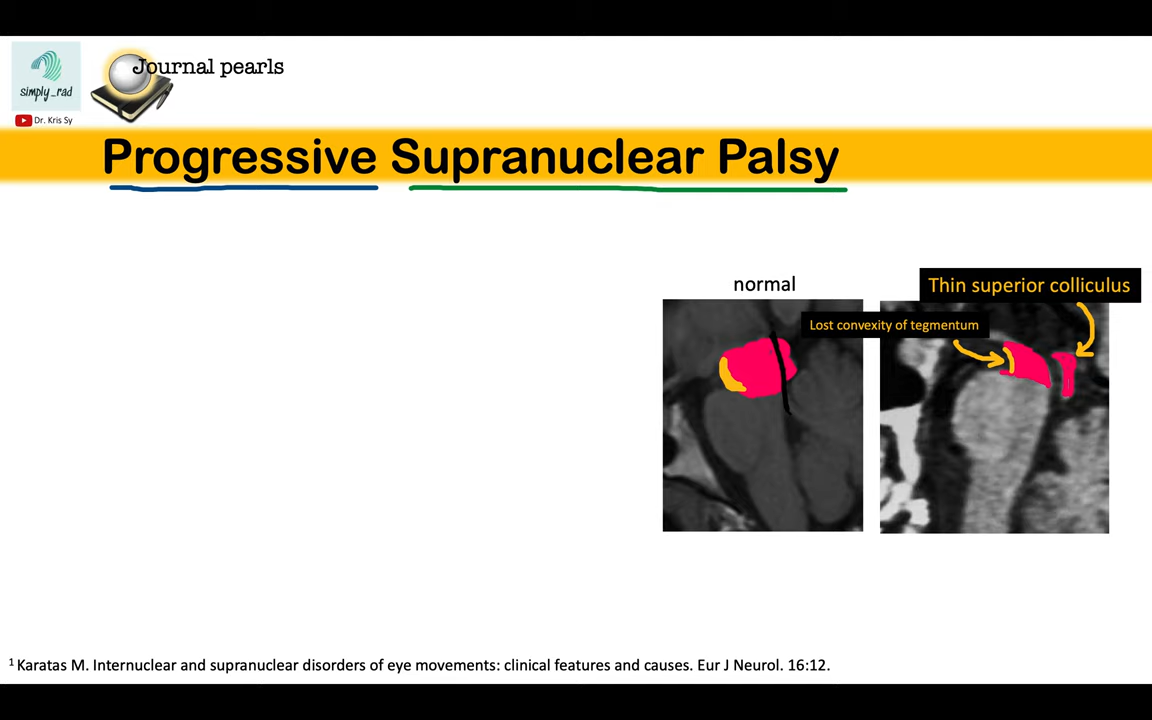 Journal pearls
simply_rad
Dr. Kris Sy
Progressive Supranuclear Palsy
normal
Thin superior colliculus
Lost convexity of tegmentum
1 Karatas M. Internuclear and supranuclear disorders of eye movements: clinical features and causes. Eur J Neurol. 16:12.